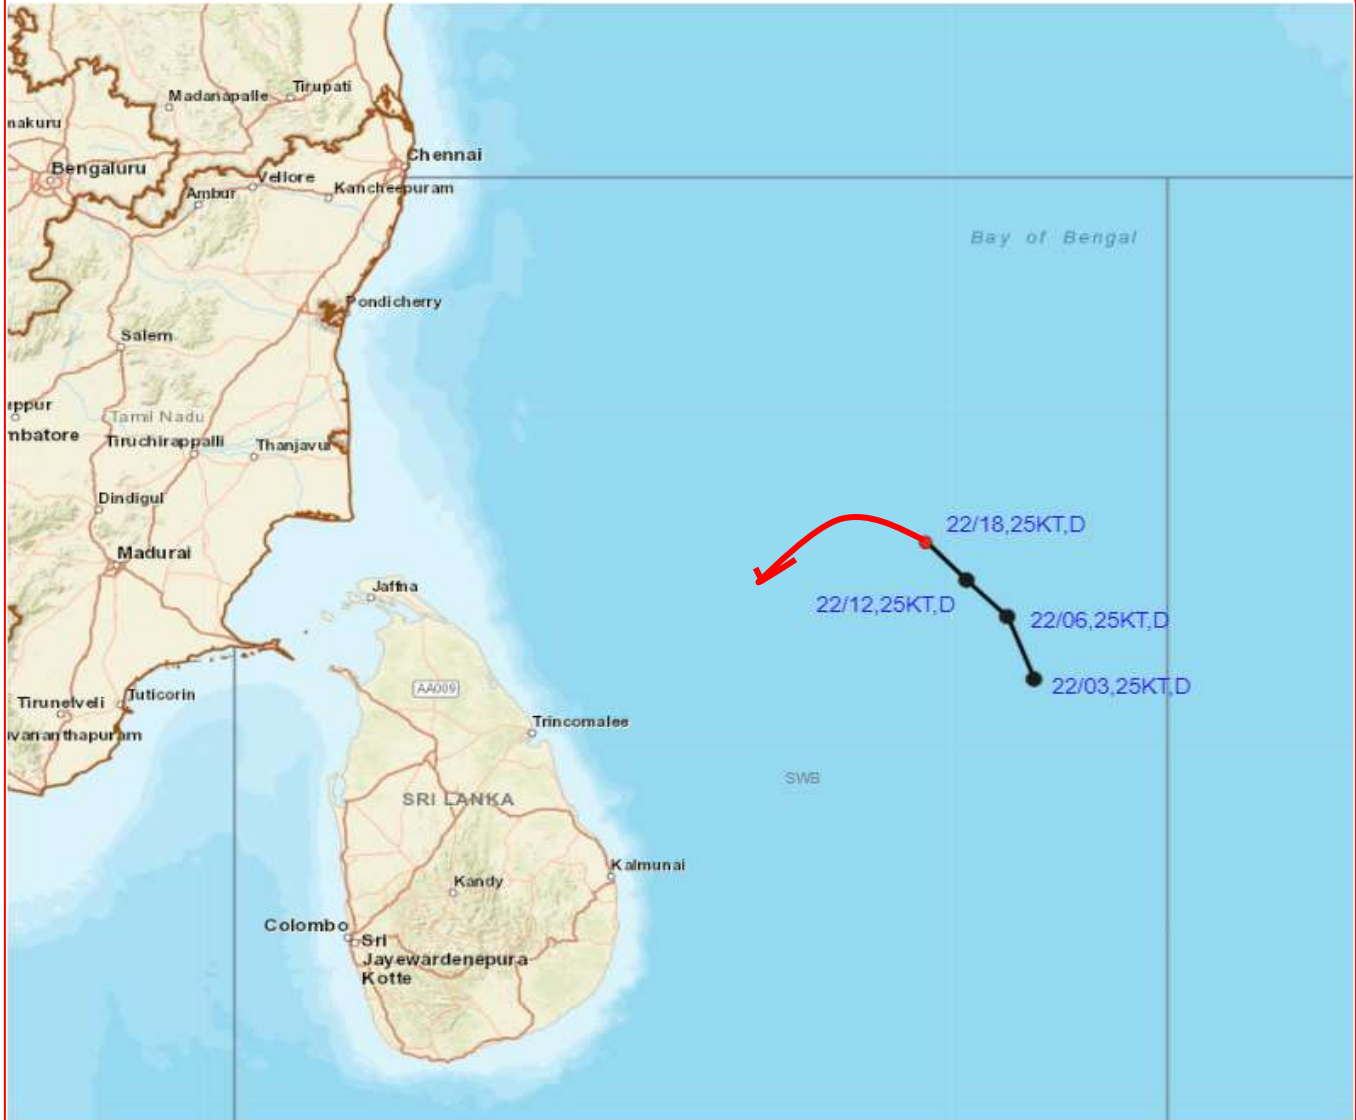 Tirupati
Madanapalle
makuru
Chennai
Bengaluru
Vellore
Kancheepuram
Ambur
Bay of Bengal
Pondicherry
Salem
ippur
Tamil Nadu
mbatore
Tiruchirappalli
Thanjavur
Dindigul
22/18,25KT,D
Madurai
Jaffna
22/12,25KT,D
22/06,25KT,D
AA009
22/03,25KT,D
Tirunelveli
Tuticorin
Trincomalee
vananthapuram
SWB
SRI LANKA
Kalmunai
Kandy
Colombo
Sri
Jayewardenepura
Kotte